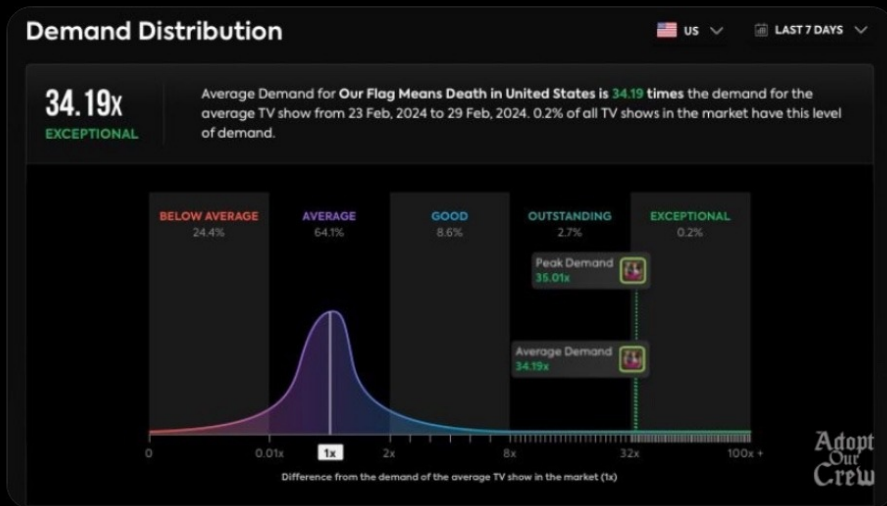 Demand Distribution
US
LAST 7 DAYS
34.19x
EXCEPTIONAL
Average Demand for Our Flag Means Death in United States is 34.19 times the demand for the
average TV show from 23 Feb, 2024 to 29 Feb, 2024. 0.2% of all TV shows in the market have this level
of demand.
BELOW AVERAGE
24.4%
AVERAGE
64.1%
GOOD
8.6%
OUTSTANDING
2.7%
EXCEPTIONAL
0.2%
Peak Demand
35.01x
Average Demand
34.19x
0
0.01x
1x
2x
8x
32x
100x +
Difference from the demand of the average TV show in the market (1x)
Adopt
Our
Crew